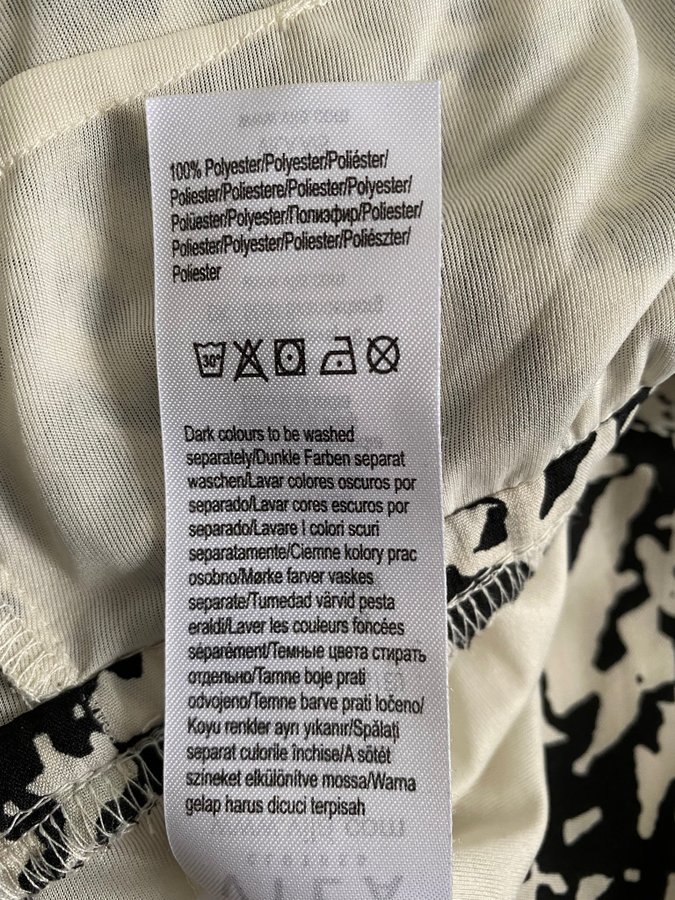 100% Polyester/Polyester/Poliéster/
Poliester/Poliestere/Poliester/Polyester/
Polüester/Polyester/Полиэфир/Poliester/
Poliester/Polyester/Poliester/Poliészter/
Poliester
30°
Dark colours to be washed
separately/Dunkle Farben separat
waschen/Lavar colores oscuros por
separado/Lavar cores escuros por
separado/Lavare I colori scuri
separatamente/Ciemne kolory prac
osobno/Mørke farver vaskes
separate/Tumedad värvid pesta
eraldi/Laver les couleurs foncées
séparément/Темные цвета стирать
отдельно/Tamne boje prati
odvojeno/Temne barve prati ločeno/
Koyu renkler ayrı yıkanır/Spălați
separat culorile închise/A sötét
színeket elkülönítve mossa/Warna
gelap harus dicuci terpisah